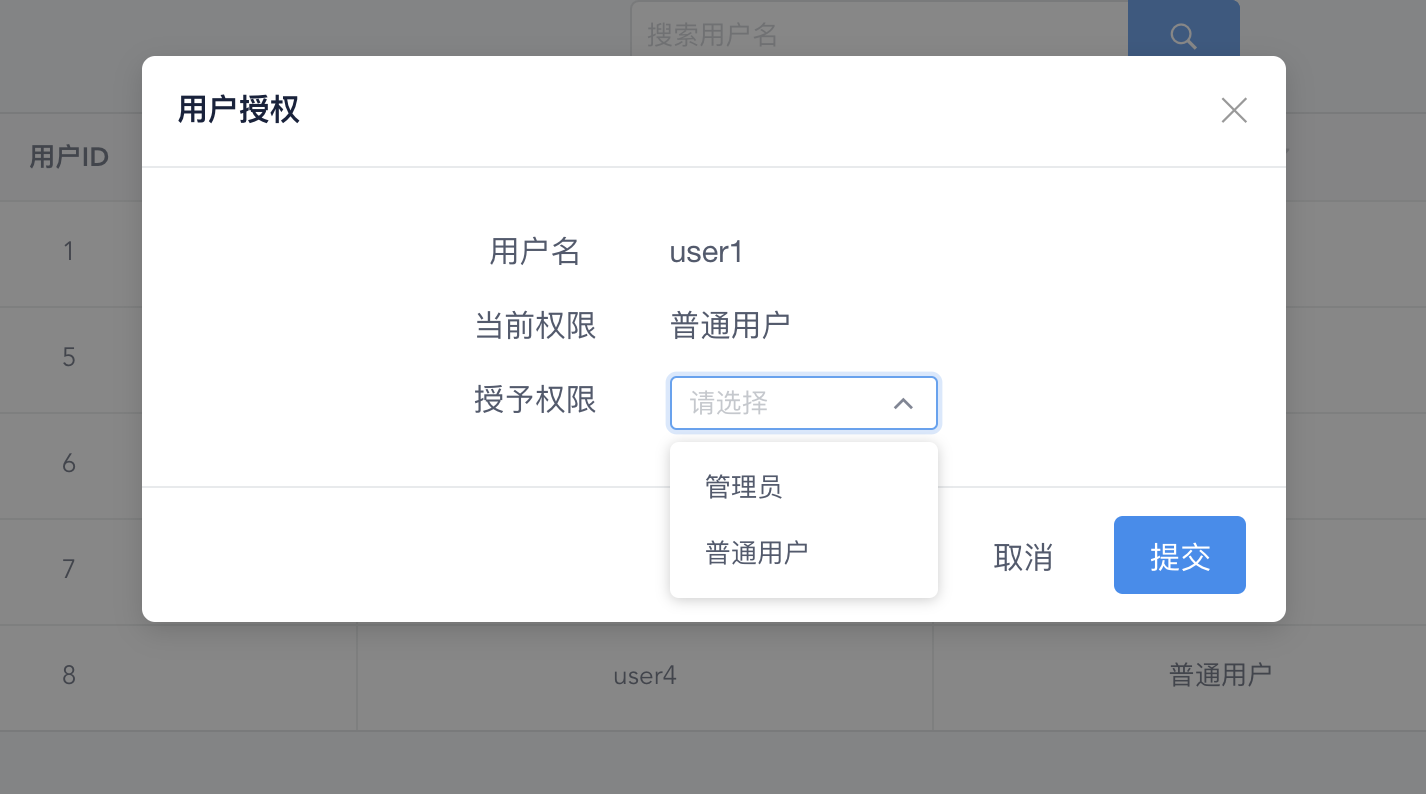 搜索用户名
用户授权
用户ID
1
用户名 user1
5
当前权限 普通用户
授予权限 请选择
6
管理员
普通用户
7
取消 提交
8 user4 普通用户